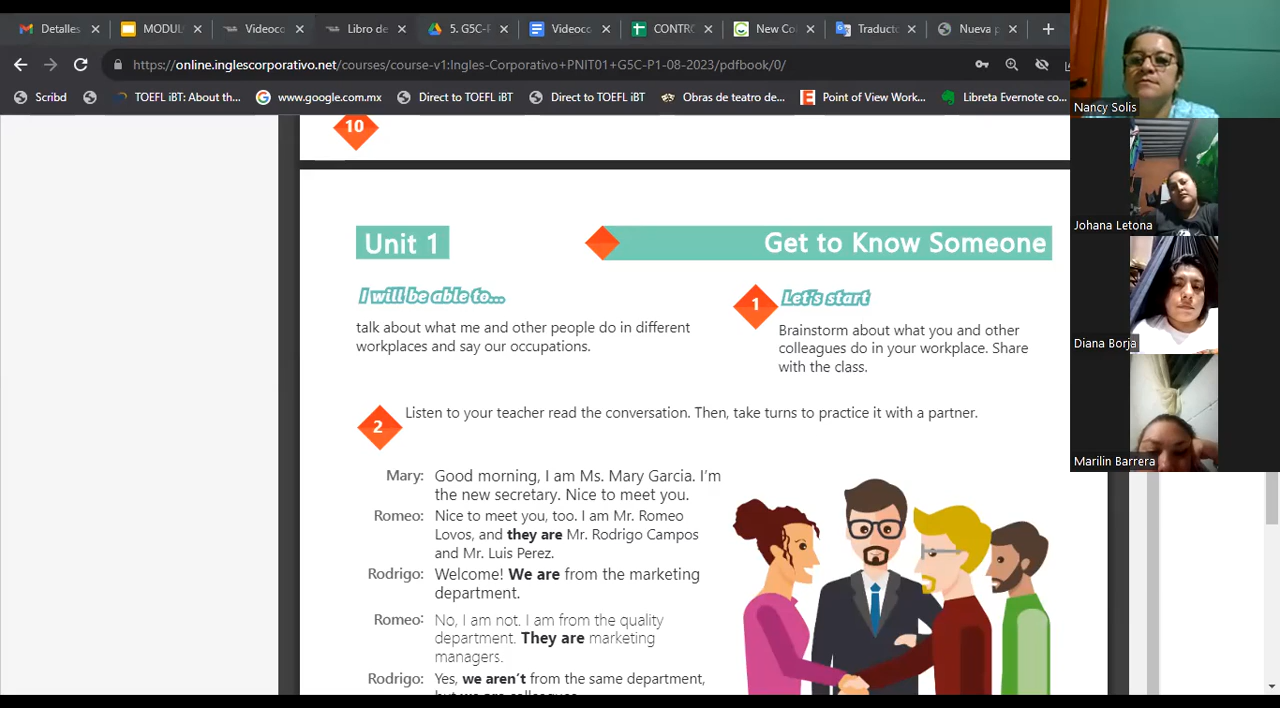 Detalles
MODUL
Videocc
Libro de
5. G5C-F
Videocc
CONTRO
New Co
Traducto
Nueva p
https://online.inglescorporativo.net/courses/course-v1:Ingles-Corporativo+PNIT01+G5C-P1-08-2023/pdfbook/0/
Scribd
TOEFL iBT: About th...
www.google.com.mx
Direct to TOEFL iBT
Direct to TOEFL iBT
Obras de teatro de...
Point of View Work...
Libreta Evernote co...
Nancy Solis
Johana Letona
Diana Borja
Marilin Barrera
10
Unit 1
Get to Know Someone
I will be able to...
talk about what me and other people do in different
workplaces and say our occupations.
1
Let's start
Brainstorm about what you and other
colleagues do in your workplace. Share
with the class.
2
Listen to your teacher read the conversation. Then, take turns to practice it with a partner.
Mary: Good morning, I am Ms. Mary Garcia. I'm
the new secretary. Nice to meet you.
Romeo: Nice to meet you, too. I am Mr. Romeo
Lovos, and they are Mr. Rodrigo Campos
and Mr. Luis Perez.
Rodrigo: Welcome! We are from the marketing
department.
Romeo: No, I am not. I am from the quality
department. They are marketing
managers.
Rodrigo: Yes, we aren't from the same department,